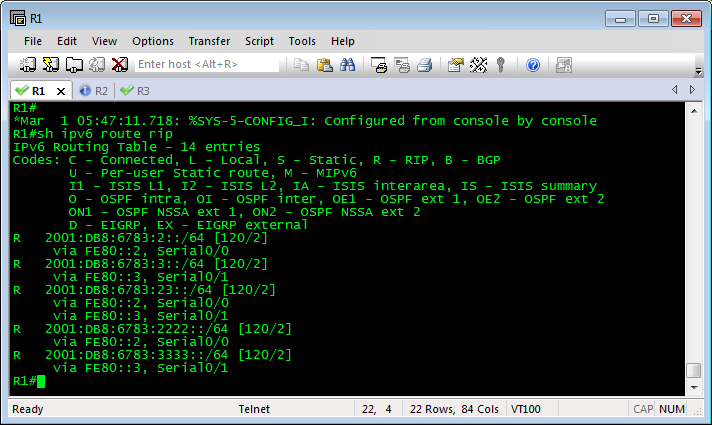 R1
File Edit View Options Transfer Script Tools Help
Enter host <Alt+R>
R1 R2 R3
R1#
*Mar  1 05:47:11.718: %SYS-5-CONFIG_I: Configured from console by console
R1#sh ipv6 route rip
IPv6 Routing Table - 14 entries
Codes: C - Connected, L - Local, S - Static, R - RIP, B - BGP
       U - Per-user Static route, M - MIPv6
       I1 - ISIS L1, I2 - ISIS L2, IA - ISIS interarea, IS - ISIS summary
       O - OSPF intra, OI - OSPF inter, OE1 - OSPF ext 1, OE2 - OSPF ext 2
       ON1 - OSPF NSSA ext 1, ON2 - OSPF NSSA ext 2
       D - EIGRP, EX - EIGRP external
R   2001:DB8:6783:2::/64 [120/2]
     via FE80::2, Serial0/0
R   2001:DB8:6783:3::/64 [120/2]
     via FE80::3, Serial0/1
R   2001:DB8:6783:23::/64 [120/2]
     via FE80::2, Serial0/0
     via FE80::3, Serial0/1
R   2001:DB8:6783:2222::/64 [120/2]
     via FE80::2, Serial0/0
R   2001:DB8:6783:3333::/64 [120/2]
     via FE80::3, Serial0/1
R1#
Ready Telnet 22, 4 22 Rows, 84 Cols VT100 CAP NUM